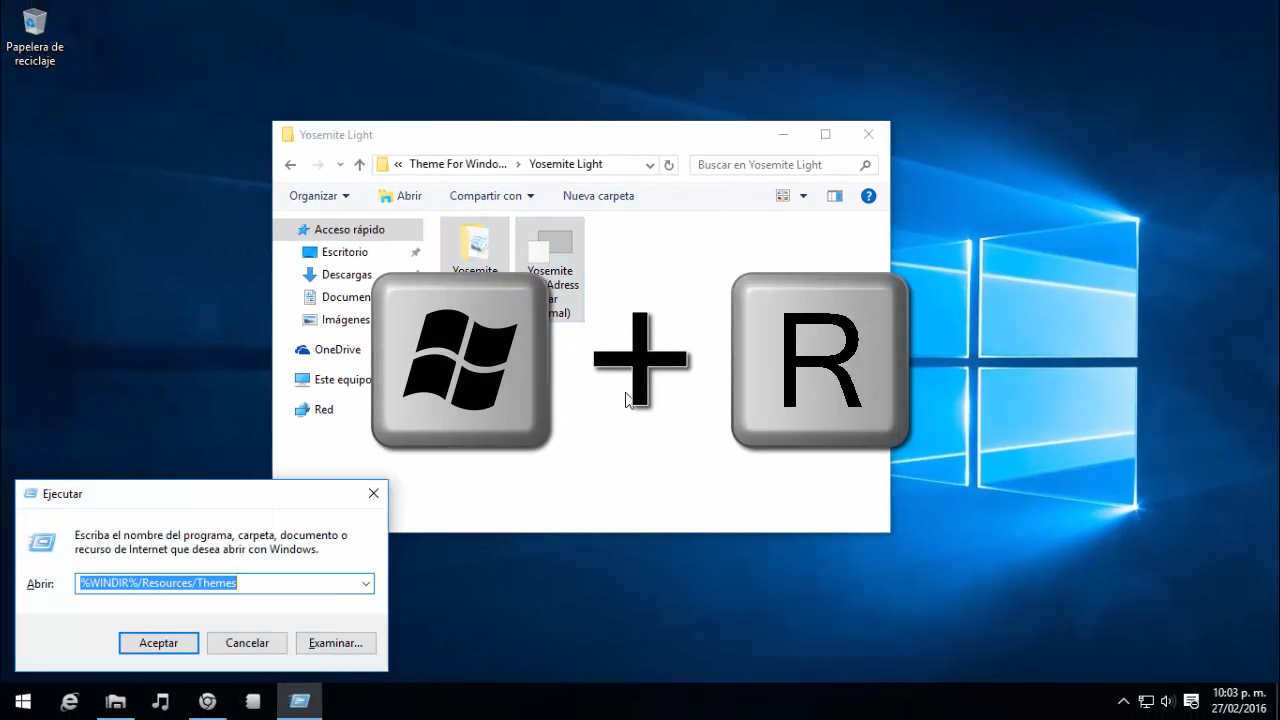 Papelera de
reciclaje
Yosemite Light
« Theme For Windo... › Yosemite Light
Buscar en Yosemite Light
Organizar
Abrir
Compartir con
Nueva carpeta
Acceso rápido
Escritorio
Descargas
Documen
Imágenes
OneDrive
Este equipo
Red
Yosemite
Yosemite
Adress
ar
mal)
+
R
Ejecutar
Escriba el nombre del programa, carpeta, documento o
recurso de Internet que desea abrir con Windows.
Abrir:
%WINDIR%/Resources/Themes
Aceptar
Cancelar
Examinar...
10:03 p. m.
27/02/2016